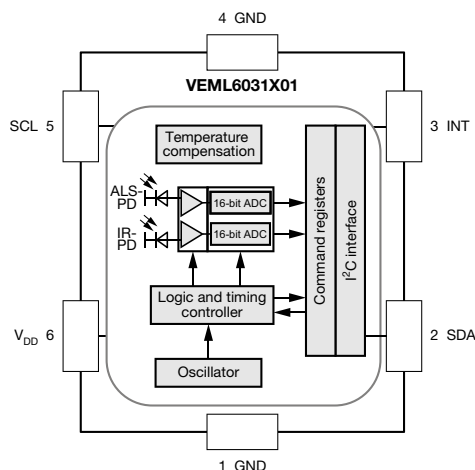 4 GND
VEML6031X01
SCL 5
3 INT
Temperature
compensation
ALS-
PD
16-bit ADC
IR-
PD
16-bit ADC
Command registers
I²C interface
Logic and timing
controller
V_DD 6
2 SDA
Oscillator
1 GND